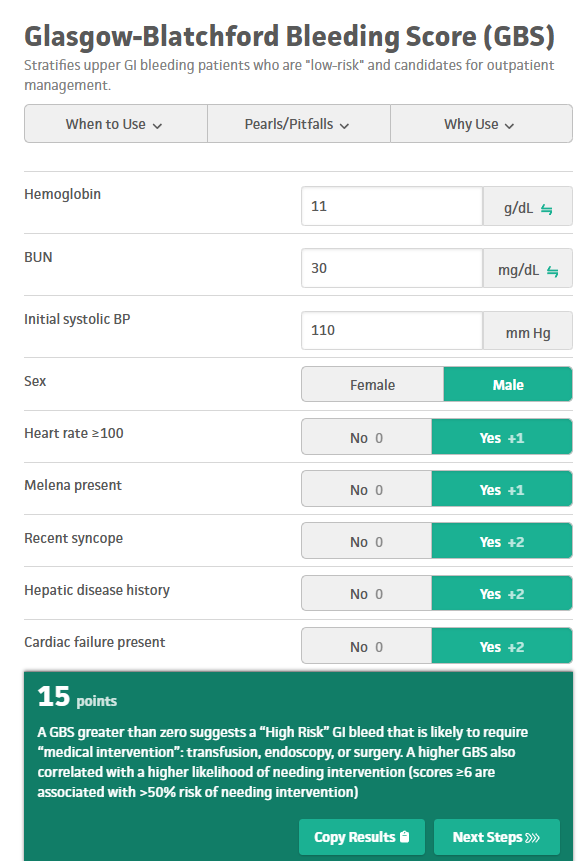 Glasgow-Blatchford Bleeding Score (GBS)
Stratifies upper GI bleeding patients who are "low-risk" and candidates for outpatient
management.
When to Use
Pearls/Pitfalls
Why Use
Hemoglobin
11
g/dL
BUN
30
mg/dL
Initial systolic BP
110
mm Hg
Sex
Female
Male
Heart rate ≥100
No 0
Yes +1
Melena present
No 0
Yes +1
Recent syncope
No 0
Yes +2
Hepatic disease history
No 0
Yes +2
Cardiac failure present
No 0
Yes +2
15 points
A GBS greater than zero suggests a “High Risk” GI bleed that is likely to require
“medical intervention”: transfusion, endoscopy, or surgery. A higher GBS also
correlated with a higher likelihood of needing intervention (scores ≥6 are
associated with >50% risk of needing intervention)
Copy Results
Next Steps